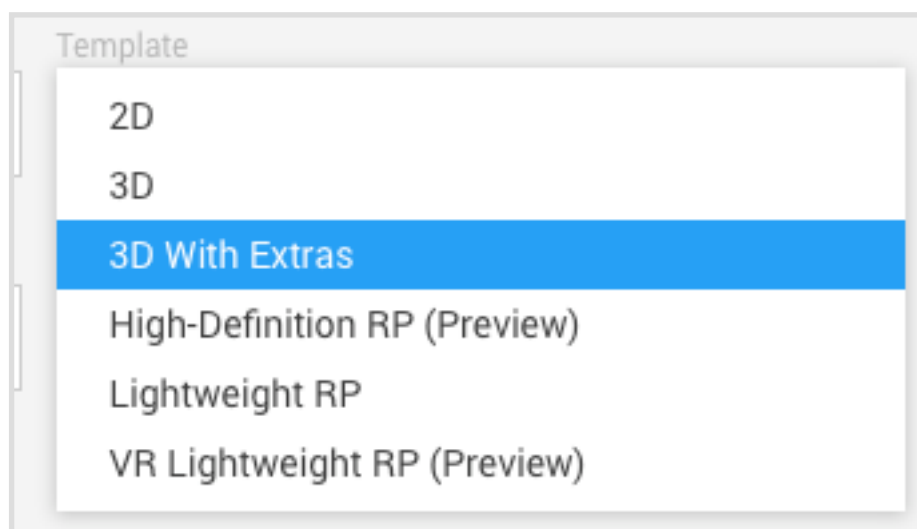 Template
2D
3D
3D With Extras
High-Definition RP (Preview)
Lightweight RP
VR Lightweight RP (Preview)